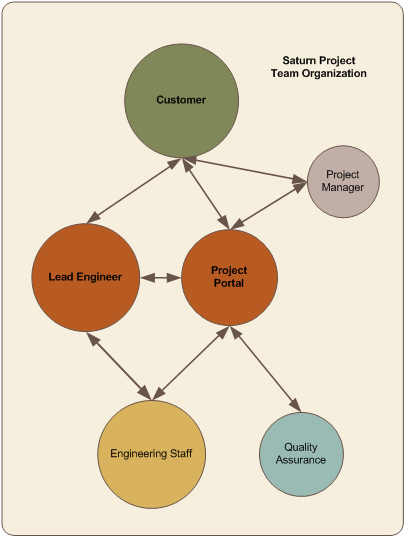 Saturn Project
Team Organization
Customer
Project
Manager
Lead Engineer
Project
Portal
Engineering Staff
Quality
Assurance